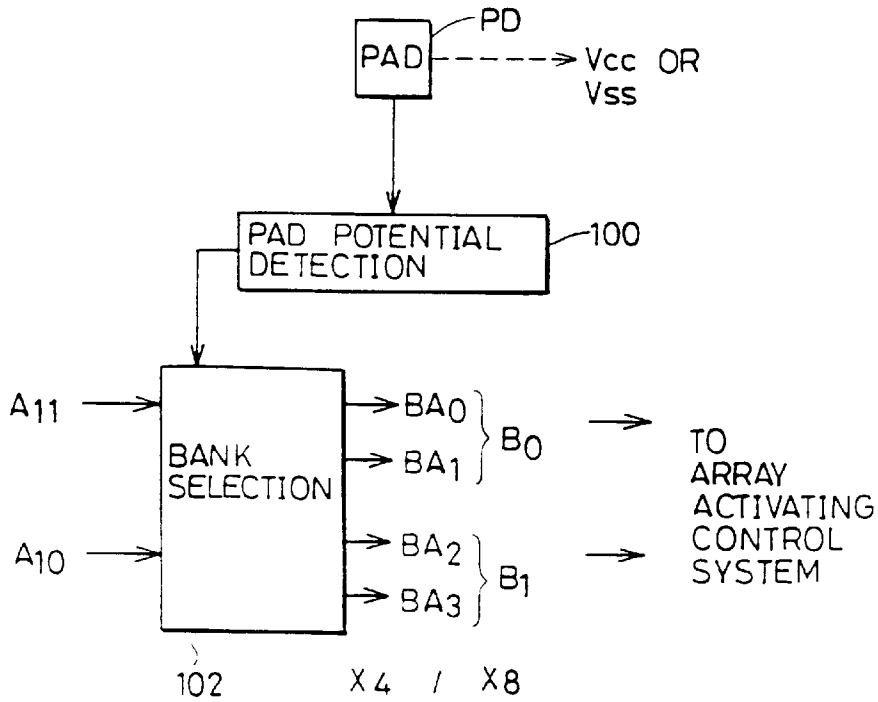 PD
PAD
Vcc OR
Vss
PAD POTENTIAL
DETECTION
100
A11
A10
BANK
SELECTION
BA0
BA1
B0
BA2
BA3
B1
TO
ARRAY
ACTIVATING
CONTROL
SYSTEM
102
X4 / X8